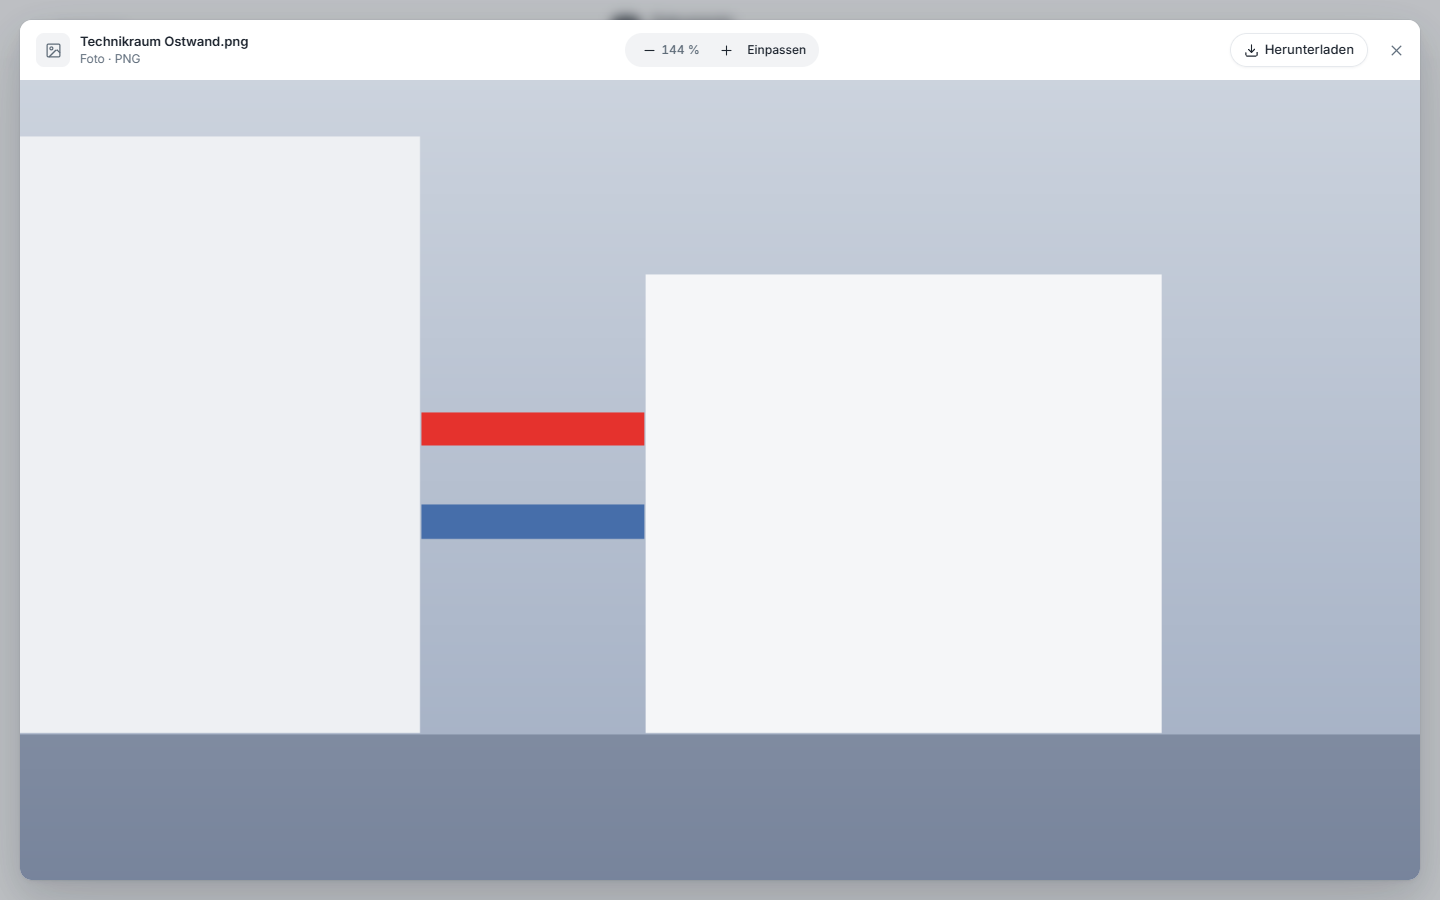 Technikraum Ostwand.png
Foto · PNG
144 %
Einpassen
Herunterladen